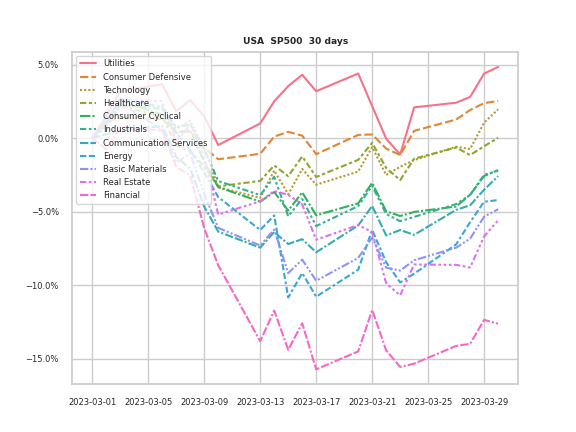 USA  SP500  30 days
5.0%
0.0%
−5.0%
−10.0%
−15.0%
Utilities
Consumer Defensive
Technology
Healthcare
Consumer Cyclical
Industrials
Communication Services
Energy
Basic Materials
Real Estate
Financial
2023-03-01 2023-03-05 2023-03-09 2023-03-13 2023-03-17 2023-03-21 2023-03-25 2023-03-29